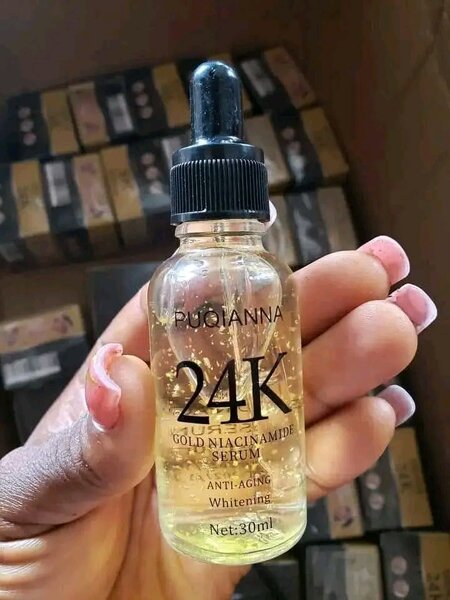 PUQIANNA
24K
GOLD NIACINAMIDE
SERUM
ANTI-AGING
Whitening
Net:30ml